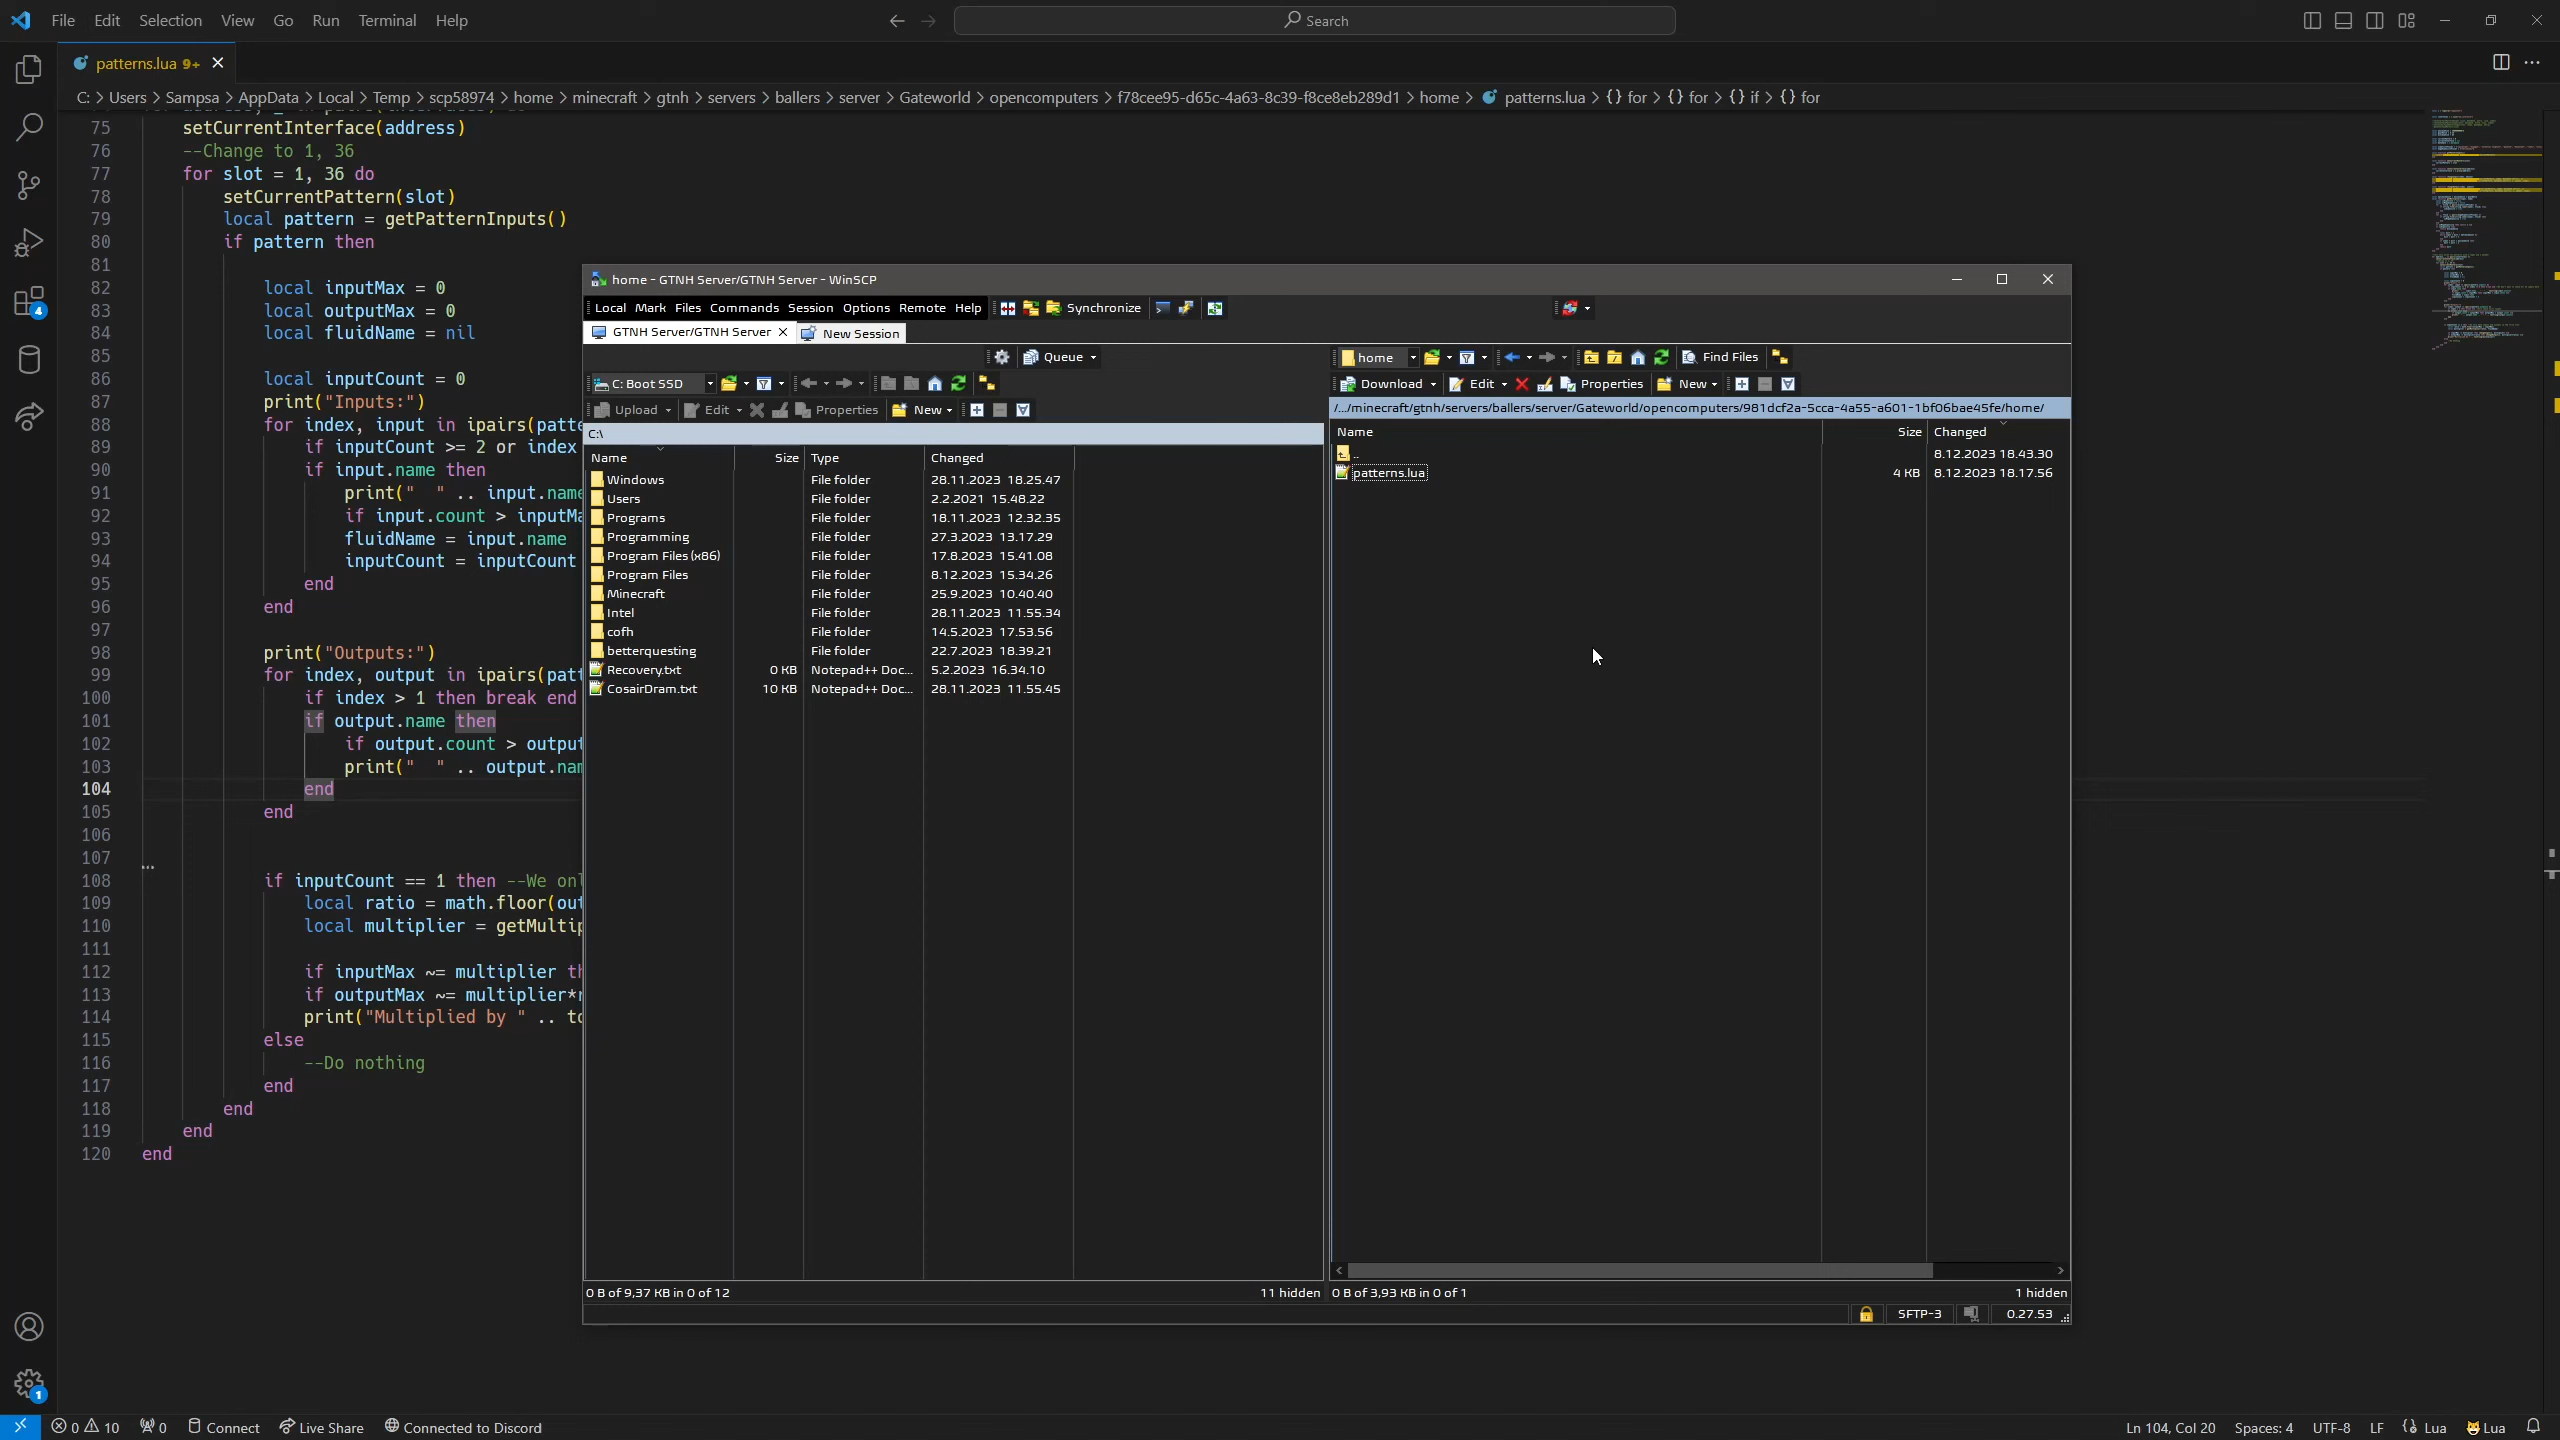 File Edit Selection View Go Run Terminal Help
Search
patterns.lua 9+
C: > Users > Sampsa > AppData > Local > Temp > scp58974 > home > minecraft > gtnh > servers > ballers > server > Gateworld > opencomputers > f78cee95-d65c-4a63-8c39-f8ce8eb289d1 > home > patterns.lua > {} for > {} for > {} if > {} for
75 setCurrentInterface(address)
76 --Change to 1, 36
77 for slot = 1, 36 do
78 setCurrentPattern(slot)
79 local pattern = getPatternInputs()
80 if pattern then
81
82 local inputMax = 0
83 local outputMax = 0
84 local fluidName = nil
85
86 local inputCount = 0
87 print("Inputs:")
88 for index, input in ipairs(patte
89 if inputCount >= 2 or index
90 if input.name then
91 print("  " .. input.name
92 if input.count > inputMa
93 fluidName = input.name
94 inputCount = inputCount
95 end
96 end
97
98 print("Outputs:")
99 for index, output in ipairs(patt
100 if index > 1 then break end
101 if output.name then
102 if output.count > output
103 print("  " .. output.nam
104 end
105 end
106
107
...
108 if inputCount == 1 then --We onl
109 local ratio = math.floor(out
110 local multiplier = getMultip
111
112 if inputMax ~= multiplier th
113 if outputMax ~= multiplier*r
114 print("Multiplied by " .. to
115 else
116 --Do nothing
117 end
118 end
119 end
120 end
home - GTNH Server/GTNH Server - WinSCP
Local Mark Files Commands Session Options Remote Help Synchronize
GTNH Server/GTNH Server New Session
Queue
C: Boot SSD
Upload Edit Properties New
C:\
Name Size Type Changed
Windows File folder 28.11.2023 18.25.47
Users File folder 2.2.2021 15.48.22
Programs File folder 18.11.2023 12.32.35
Programming File folder 27.3.2023 13.17.29
Program Files (x86) File folder 17.8.2023 15.41.08
Program Files File folder 8.12.2023 15.34.26
Minecraft File folder 25.9.2023 10.40.40
Intel File folder 28.11.2023 11.55.34
cofh File folder 14.5.2023 17.53.56
betterquesting File folder 22.7.2023 18.39.21
Recovery.txt 0 KB Notepad++ Doc... 5.2.2023 16.34.10
CosairDram.txt 10 KB Notepad++ Doc... 28.11.2023 11.55.45
0 B of 9,37 KB in 0 of 12 11 hidden
home Find Files
Download Edit Properties New
/.../minecraft/gtnh/servers/ballers/server/Gateworld/opencomputers/981dcf2a-5cca-4a55-a601-1bf06bae45fe/home/
Name Size Changed
.. 8.12.2023 18.43.30
patterns.lua 4 KB 8.12.2023 18.17.56
0 B of 3,93 KB in 0 of 1 1 hidden
SFTP-3 0.27.53
4
1
0 10 0 Connect Live Share Connected to Discord
Ln 104, Col 20 Spaces: 4 UTF-8 LF {} Lua Lua